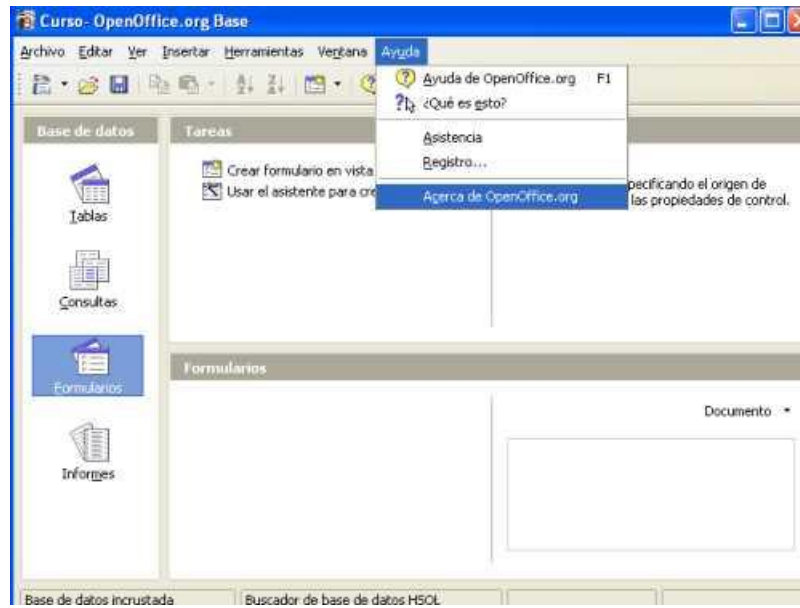 Curso- OpenOffice.org Base
Archivo Editar Ver Insertar Herramientas Ventana Ayuda
Ayuda de OpenOffice.org F1
¿Qué es esto?
Asistencia
Registro...
Acerca de OpenOffice.org
Base de datos
Tablas
Consultas
Formularios
Informes
Tareas
Crear formulario en vista
Usar el asistente para cre
pecificando el origen de
las propiedades de control.
Formularios
Documento
Base de datos incrustada
Buscador de base de datos HSQL